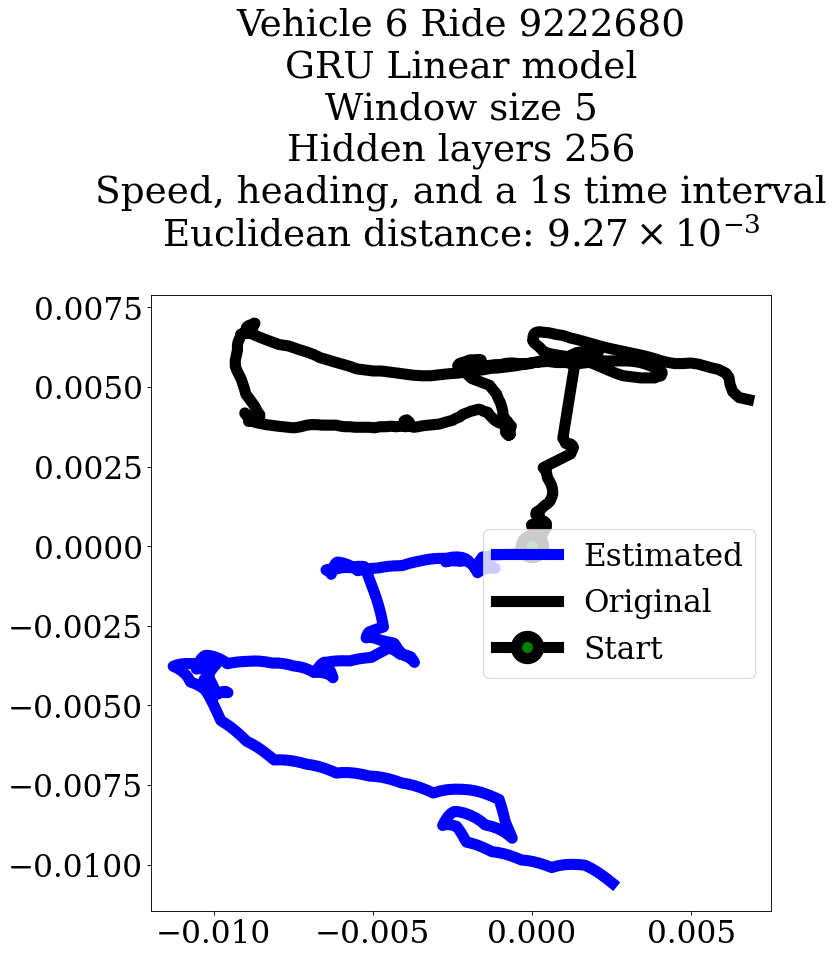 Vehicle 6 Ride 9222680
GRU Linear model
Window size 5
Hidden layers 256
Speed, heading, and a 1s time interval
Euclidean distance: 9.27 × 10⁻³
0.0075
0.0050
0.0025
0.0000
−0.0025
−0.0050
−0.0075
−0.0100
Estimated
Original
Start
−0.010 −0.005 0.000 0.005